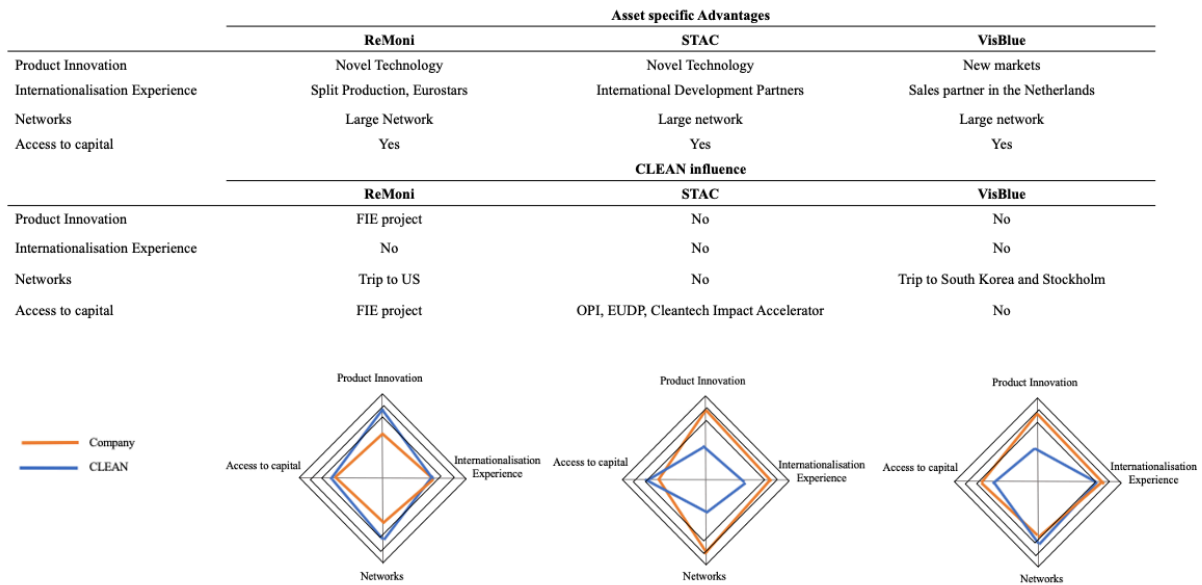 Asset specific Advantages
ReMoni STAC VisBlue
Product Innovation Novel Technology Novel Technology New markets
Internationalisation Experience Split Production, Eurostars International Development Partners Sales partner in the Netherlands
Networks Large Network Large network Large network
Access to capital Yes Yes Yes
CLEAN influence
ReMoni STAC VisBlue
Product Innovation FIE project No No
Internationalisation Experience No No No
Networks Trip to US No Trip to South Korea and Stockholm
Access to capital FIE project OPI, EUDP, Cleantech Impact Accelerator No
Company
CLEAN
Product Innovation
Access to capital
Internationalisation
Experience
Networks
Product Innovation
Access to capital
Internationalisation
Experience
Networks
Product Innovation
Access to capital
Internationalisation
Experience
Networks